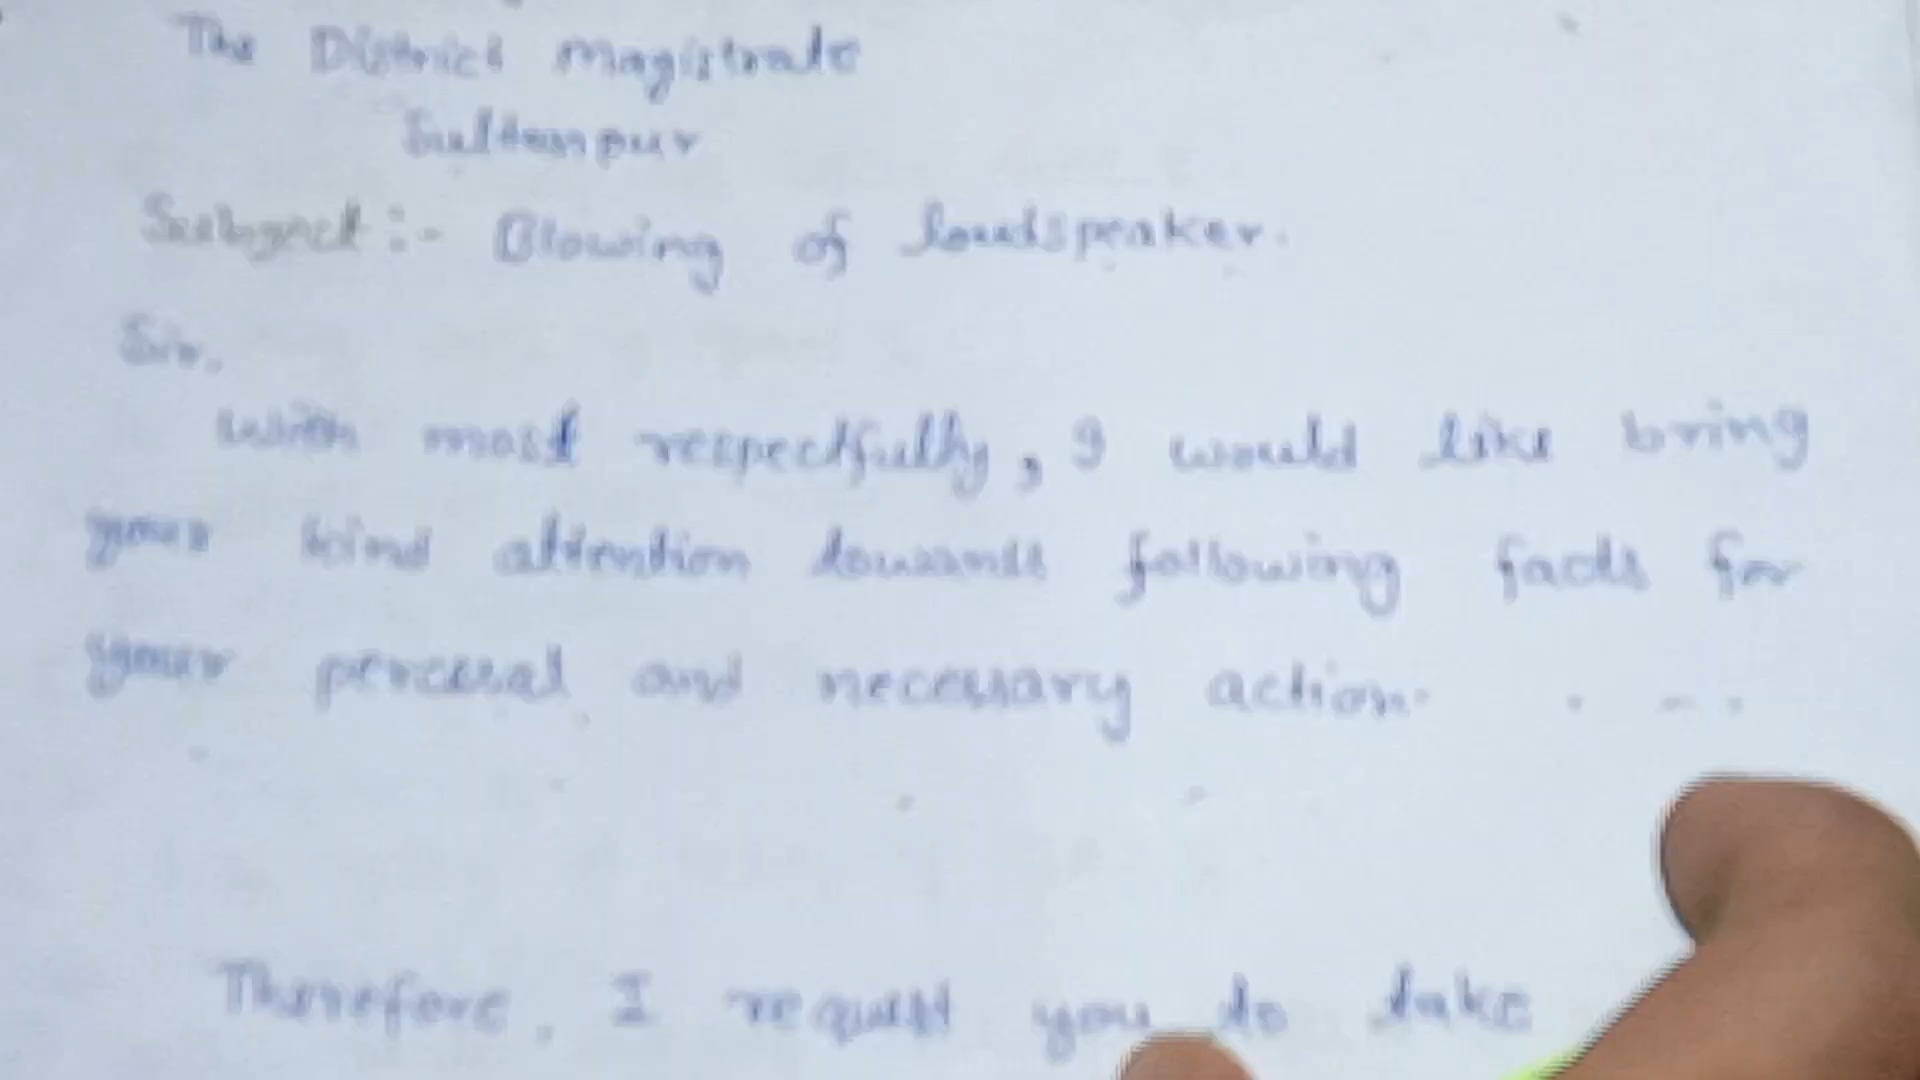 The District magistrate
Sultanpur
Subject :- Blowing of loudspeaker.
Sir,
with most respectfully, I would like bring
your kind attention towards following facts for
your perusal and necessary action.
Therefore, I request you to take